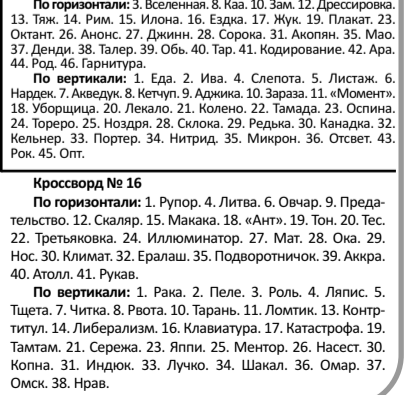 По горизонтали: 3. Вселенная. 8. Каа. 10. Зам. 12. Дрессировка.
13. Тяж. 14. Рим. 15. Илона. 16. Ездка. 17. Жук. 19. Плакат. 23.
Октант. 26. Анонс. 27. Джинн. 28. Сорока. 31. Акопян. 35. Мао.
37. Денди. 38. Талер. 39. Обь. 40. Тар. 41. Кодирование. 42. Ара.
44. Род. 46. Гарнитура.
По вертикали: 1. Еда. 2. Ива. 4. Слепота. 5. Листаж. 6.
Нардек. 7. Акведук. 8. Кетчуп. 9. Аджика. 10. Зараза. 11. «Момент».
18. Уборщица. 20. Лекало. 21. Колено. 22. Тамада. 23. Оспина.
24. Тореро. 25. Ноздря. 28. Склока. 29. Редька. 30. Канадка. 32.
Кельнер. 33. Портер. 34. Нитрид. 35. Микрон. 36. Отсвет. 43.
Рок. 45. Опт.
Кроссворд № 16
По горизонтали: 1. Рупор. 4. Литва. 6. Овчар. 9. Преда-
тельство. 12. Скаляр. 15. Макака. 18. «Ант». 19. Тон. 20. Тес.
22. Третьяковка. 24. Иллюминатор. 27. Мат. 28. Ока. 29.
Нос. 30. Климат. 32. Ералаш. 35. Подворотничок. 39. Аккра.
40. Атолл. 41. Рукав.
По вертикали: 1. Рака. 2. Пеле. 3. Роль. 4. Ляпис. 5.
Тщета. 7. Читка. 8. Рвота. 10. Тарань. 11. Ломтик. 13. Контр-
титул. 14. Либерализм. 16. Клавиатура. 17. Катастрофа. 19.
Тамтам. 21. Сережа. 23. Яппи. 25. Ментор. 26. Насест. 30.
Копна. 31. Индюк. 33. Лучко. 34. Шакал. 36. Омар. 37.
Омск. 38. Нрав.